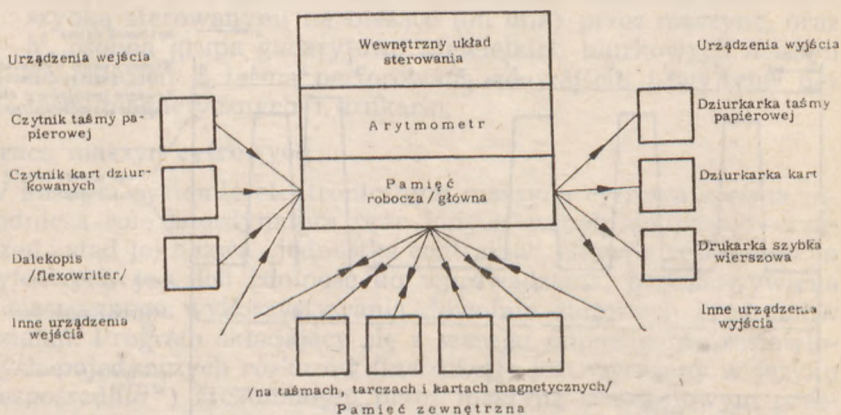 Urządzenia wejścia
Czytnik taśmy pa-
pierowej
Czytnik kart dziur-
kowanych
Dalekopis
/flexowriter/
Inne urządzenia
wejścia
Wewnętrzny układ
sterowania
Arytmometr
Pamięć
robocza/główna
Urządzenia wyjścia
Dziurkarka taśmy
papierowej
Dziurkarka kart
Drukarka szybka
wierszowa
Inne urządzenia
wyjścia
/na taśmach, tarczach i kartach magnetycznych/
Pamięć zewnętrzna